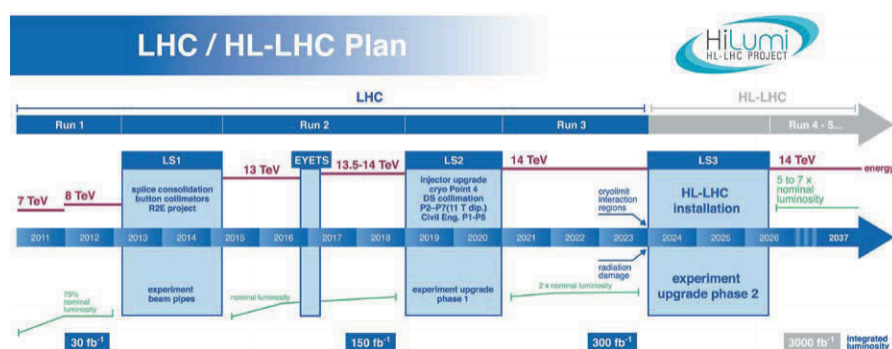 LHC / HL-LHC Plan
HiLumi
HL-LHC PROJECT
LHC
HL-LHC
Run 1
Run 2
Run 3
Run 4 - 5...
LS1
EYETS
LS2
LS3
7 TeV
8 TeV
splice consolidation
button collimators
R2E project
13 TeV
13.5-14 TeV
injector upgrade
cryo Point 4
DS collimation
P2-P7(11 T dip.)
Civil Eng. P1-P5
14 TeV
cryolimit
interaction
regions
HL-LHC
installation
14 TeV
energy
5 to 7 x
nominal
luminosity
2011 2012 2013 2014 2015 2016 2017 2018 2019 2020 2021 2022 2023 2024 2025 2026 2037
75%
nominal
luminosity
experiment
beam pipes
nominal luminosity
experiment upgrade
phase 1
2 x nominal luminosity
radiation
damage
experiment
upgrade phase 2
30 fb-1
150 fb-1
300 fb-1
3000 fb-1
integrated
luminosity